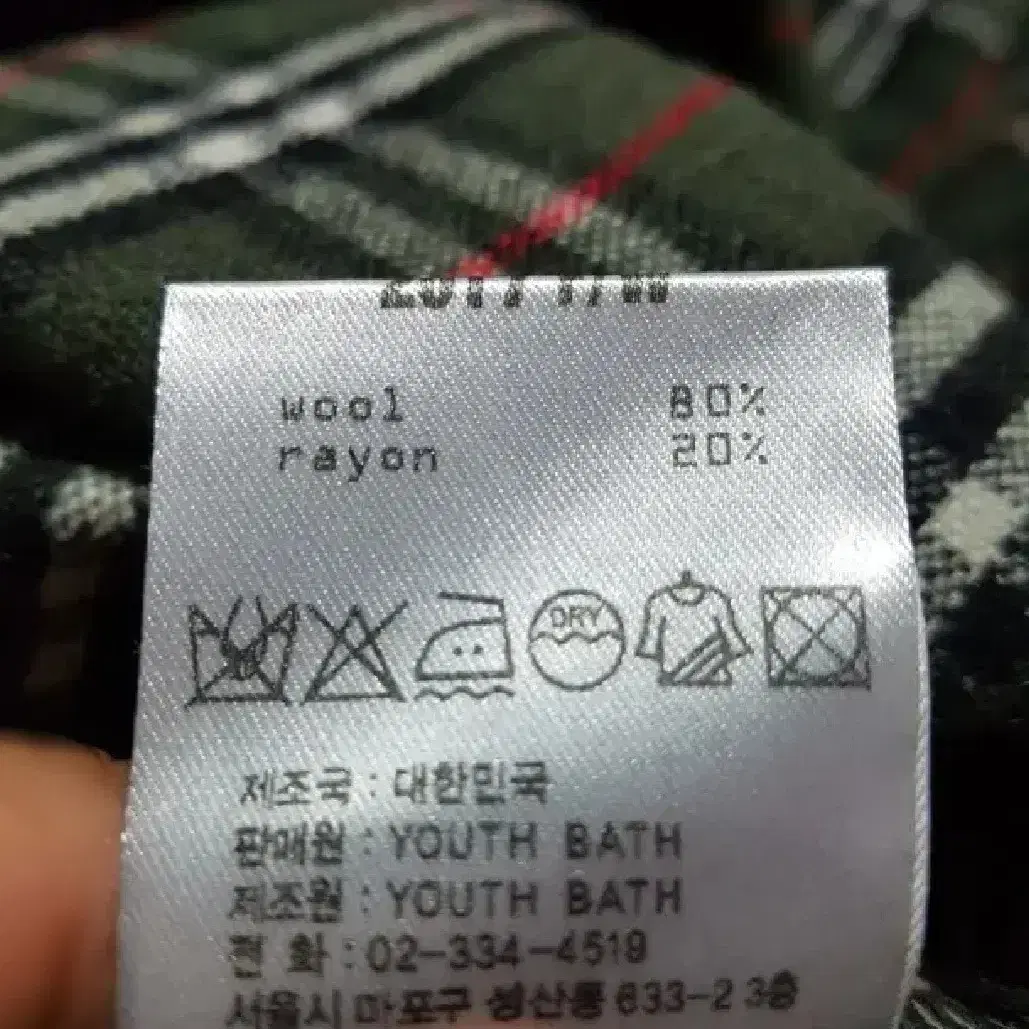 wool 80%
rayon 20%
DRY
제조국 : 대한민국
판매원 : YOUTH BATH
제조원 : YOUTH BATH
전 화 : 02-334-4519
서울시 마포구 성산동 633-2 3층